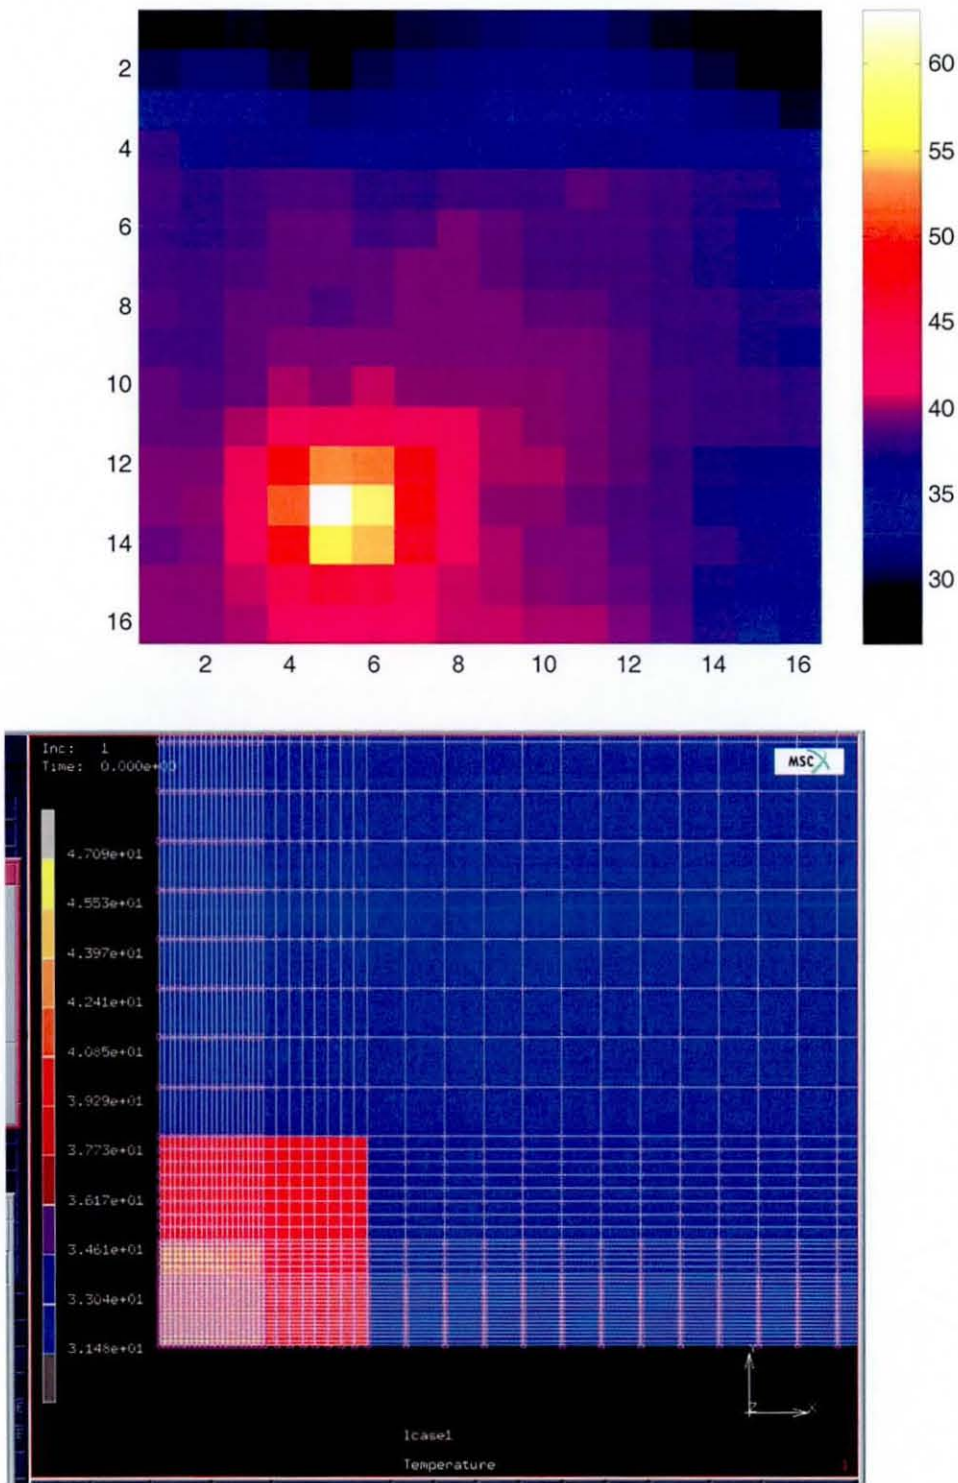 2
4
6
8
10
12
14
16
2 4 6 8 10 12 14 16
60
55
50
45
40
35
30
Inc: 1
Time: 0.000e+00
MSC
4.709e+01
4.553e+01
4.397e+01
4.241e+01
4.085e+01
3.929e+01
3.773e+01
3.617e+01
3.461e+01
3.304e+01
3.148e+01
Y
Z X
lcase1
Temperature
1